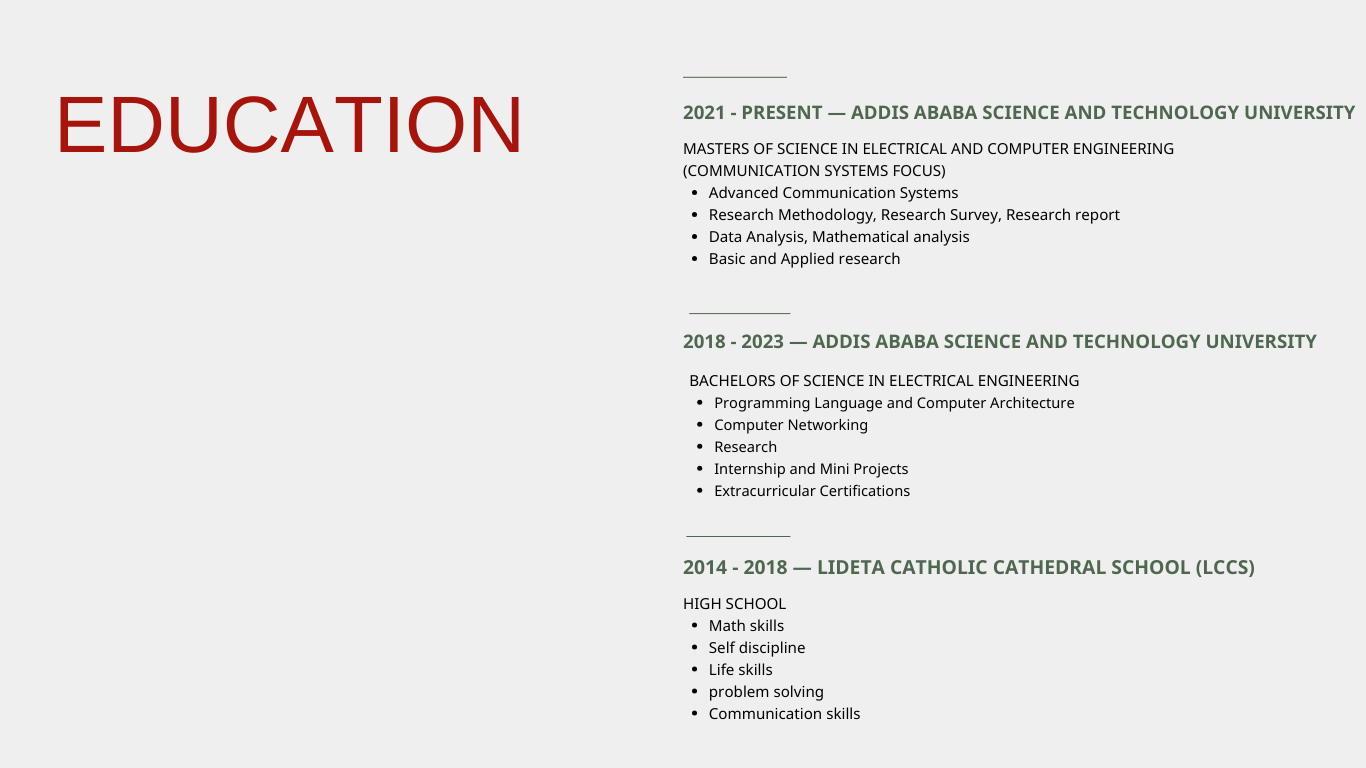 EDUCATION
2021 - PRESENT — ADDIS ABABA SCIENCE AND TECHNOLOGY UNIVERSITY
MASTERS OF SCIENCE IN ELECTRICAL AND COMPUTER ENGINEERING
(COMMUNICATION SYSTEMS FOCUS)
• Advanced Communication Systems
• Research Methodology, Research Survey, Research report
• Data Analysis, Mathematical analysis
• Basic and Applied research
2018 - 2023 — ADDIS ABABA SCIENCE AND TECHNOLOGY UNIVERSITY
BACHELORS OF SCIENCE IN ELECTRICAL ENGINEERING
• Programming Language and Computer Architecture
• Computer Networking
• Research
• Internship and Mini Projects
• Extracurricular Certifications
2014 - 2018 — LIDETA CATHOLIC CATHEDRAL SCHOOL (LCCS)
HIGH SCHOOL
• Math skills
• Self discipline
• Life skills
• problem solving
• Communication skills